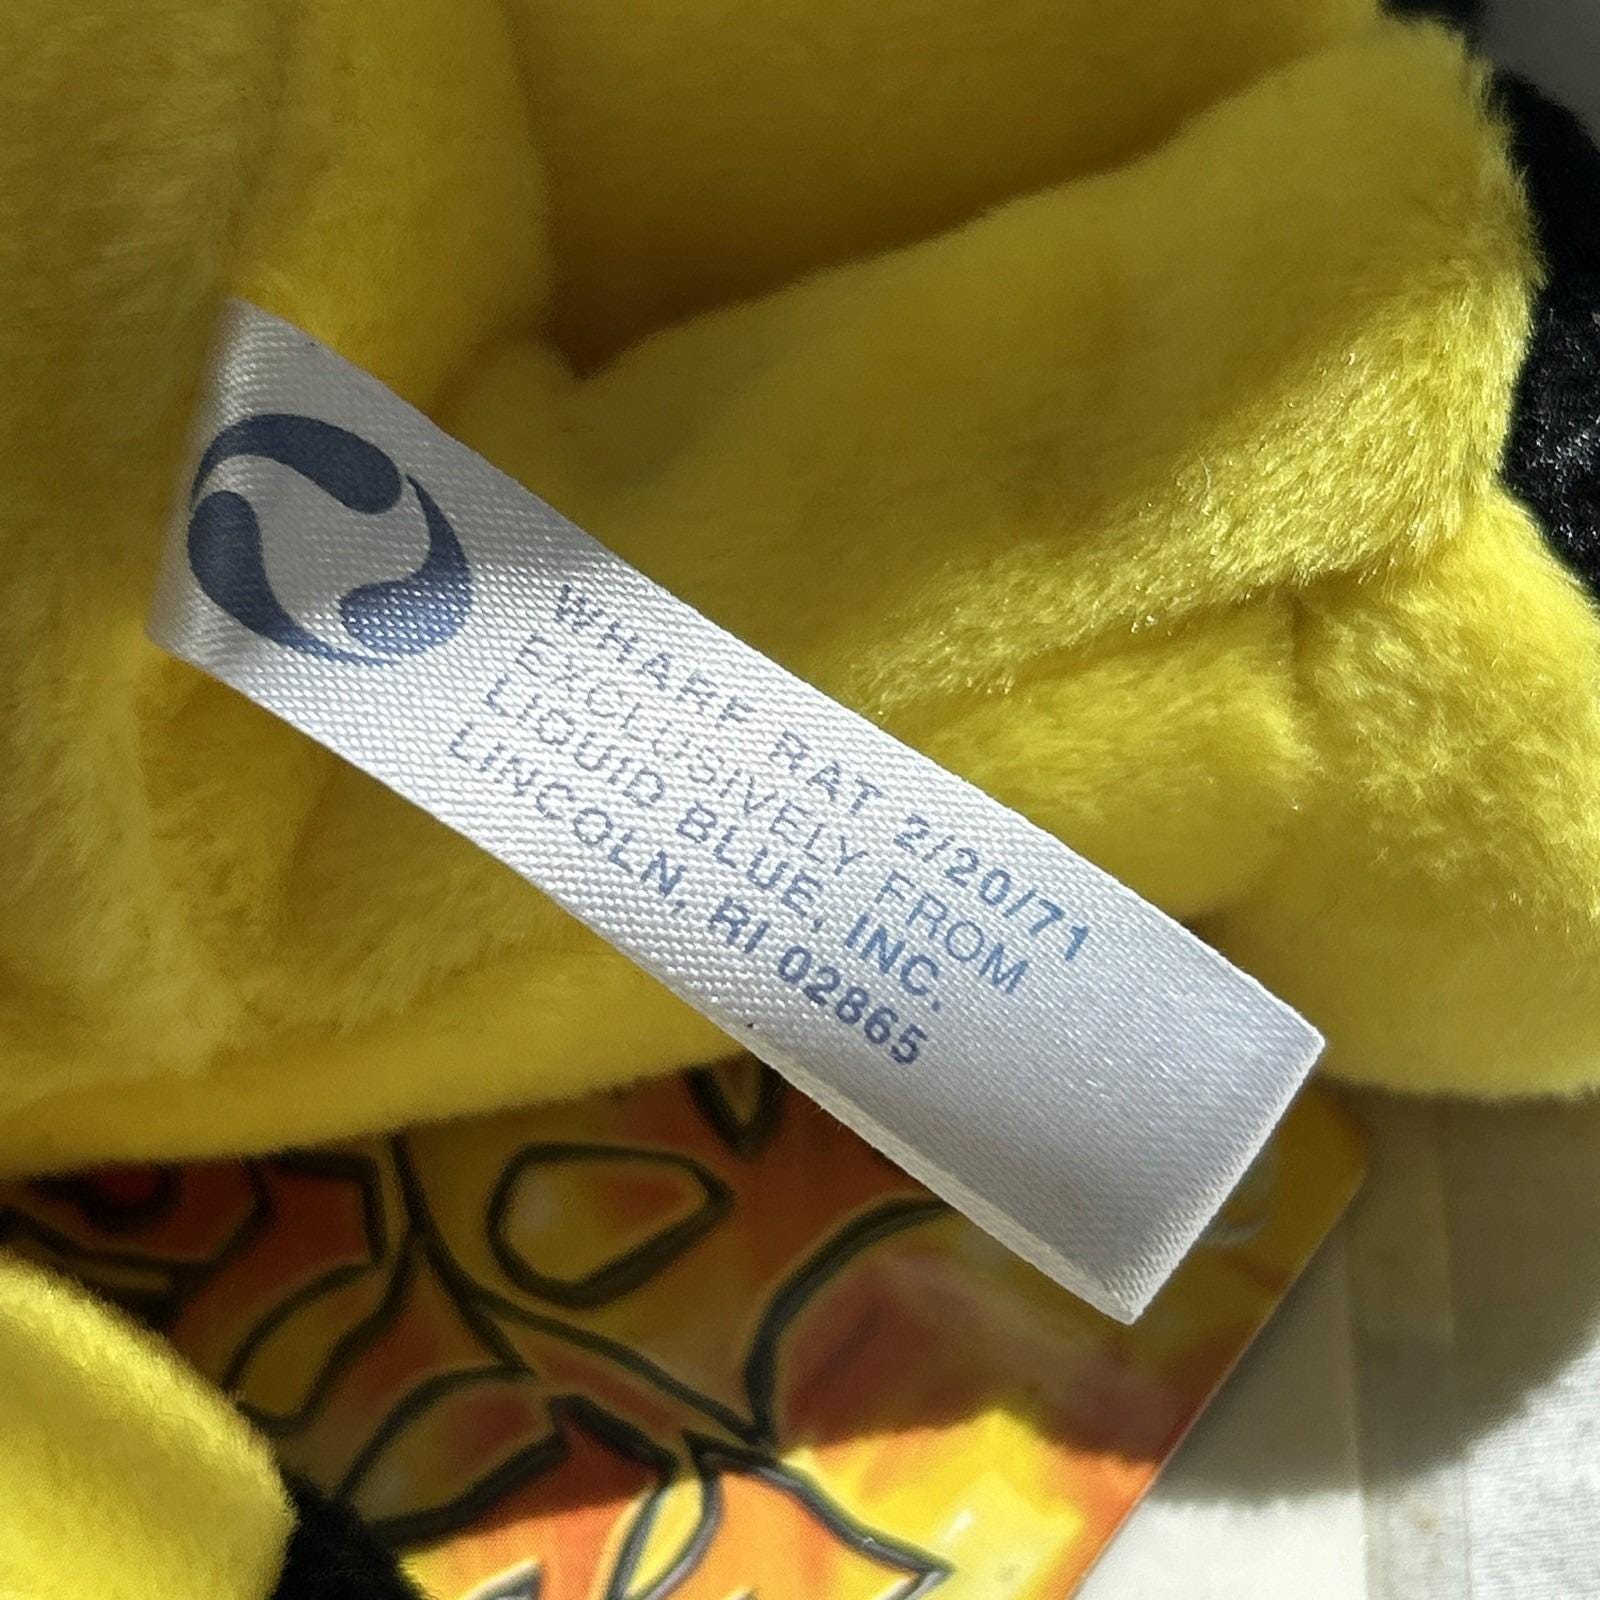 WHARF RAT 2/20/71
EXCLUSIVELY FROM
LIQUID BLUE, INC.
LINCOLN, RI 02865